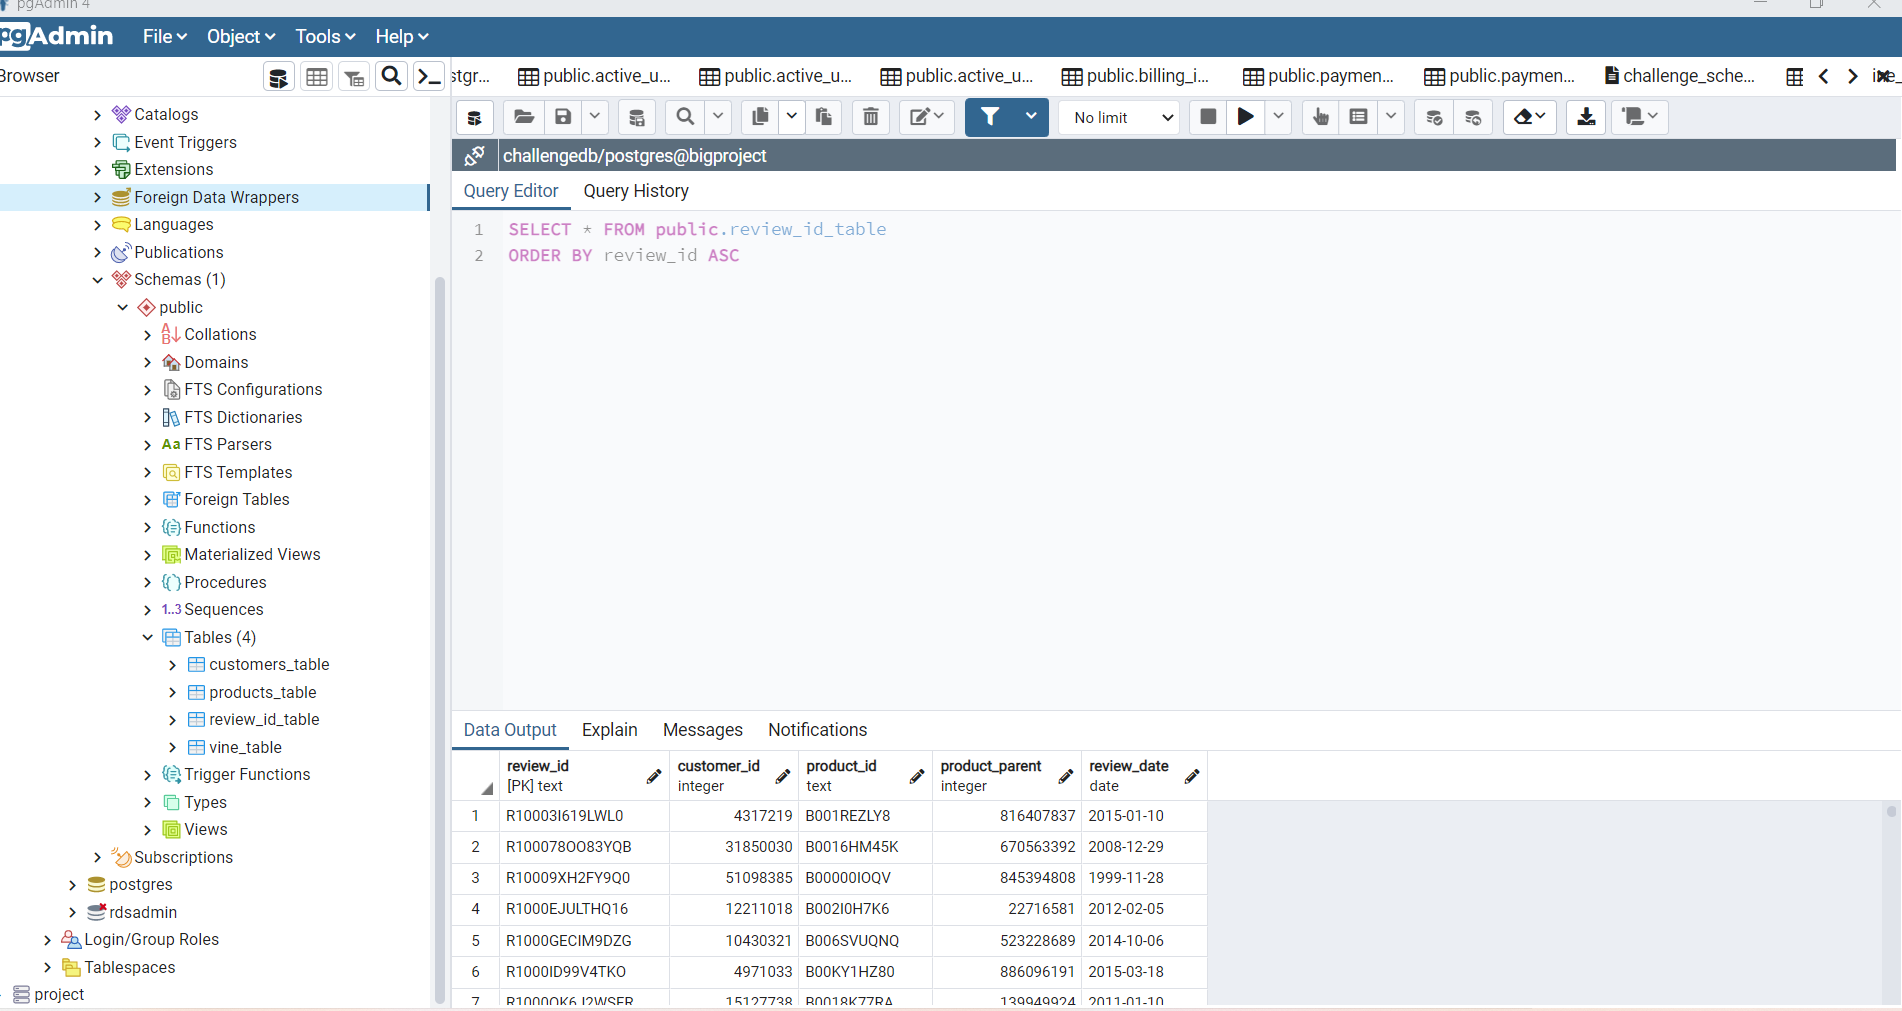 pgAdmin 4
pgAdmin File Object Tools Help
Browser
public.active_u... public.active_u... public.active_u... public.billing_i... public.paymen... public.paymen... challenge_sche...
Catalogs
Event Triggers
Extensions
Foreign Data Wrappers
Languages
Publications
Schemas (1)
public
Collations
Domains
FTS Configurations
FTS Dictionaries
Aa FTS Parsers
FTS Templates
Foreign Tables
Functions
Materialized Views
Procedures
1..3 Sequences
Tables (4)
customers_table
products_table
review_id_table
vine_table
Trigger Functions
Types
Views
Subscriptions
postgres
rdsadmin
Login/Group Roles
Tablespaces
project
No limit
challengedb/postgres@bigproject
Query Editor Query History
1 SELECT * FROM public.review_id_table
2 ORDER BY review_id ASC
Data Output Explain Messages Notifications
review_id customer_id product_id product_parent review_date
[PK] text integer text integer date
1 R10003I619LWL0 4317219 B001REZLY8 816407837 2015-01-10
2 R100078OO83YQB 31850030 B0016HM45K 670563392 2008-12-29
3 R10009XH2FY9Q0 51098385 B00000IOQV 845394808 1999-11-28
4 R1000EJULTHQ16 12211018 B002I0H7K6 22716581 2012-02-05
5 R1000GECIM9DZG 10430321 B006SVUQNQ 523228689 2014-10-06
6 R1000ID99V4TKO 4971033 B00KY1HZ80 886096191 2015-03-18
7 15127738 B0018K77RA 139949924 2011-01-10